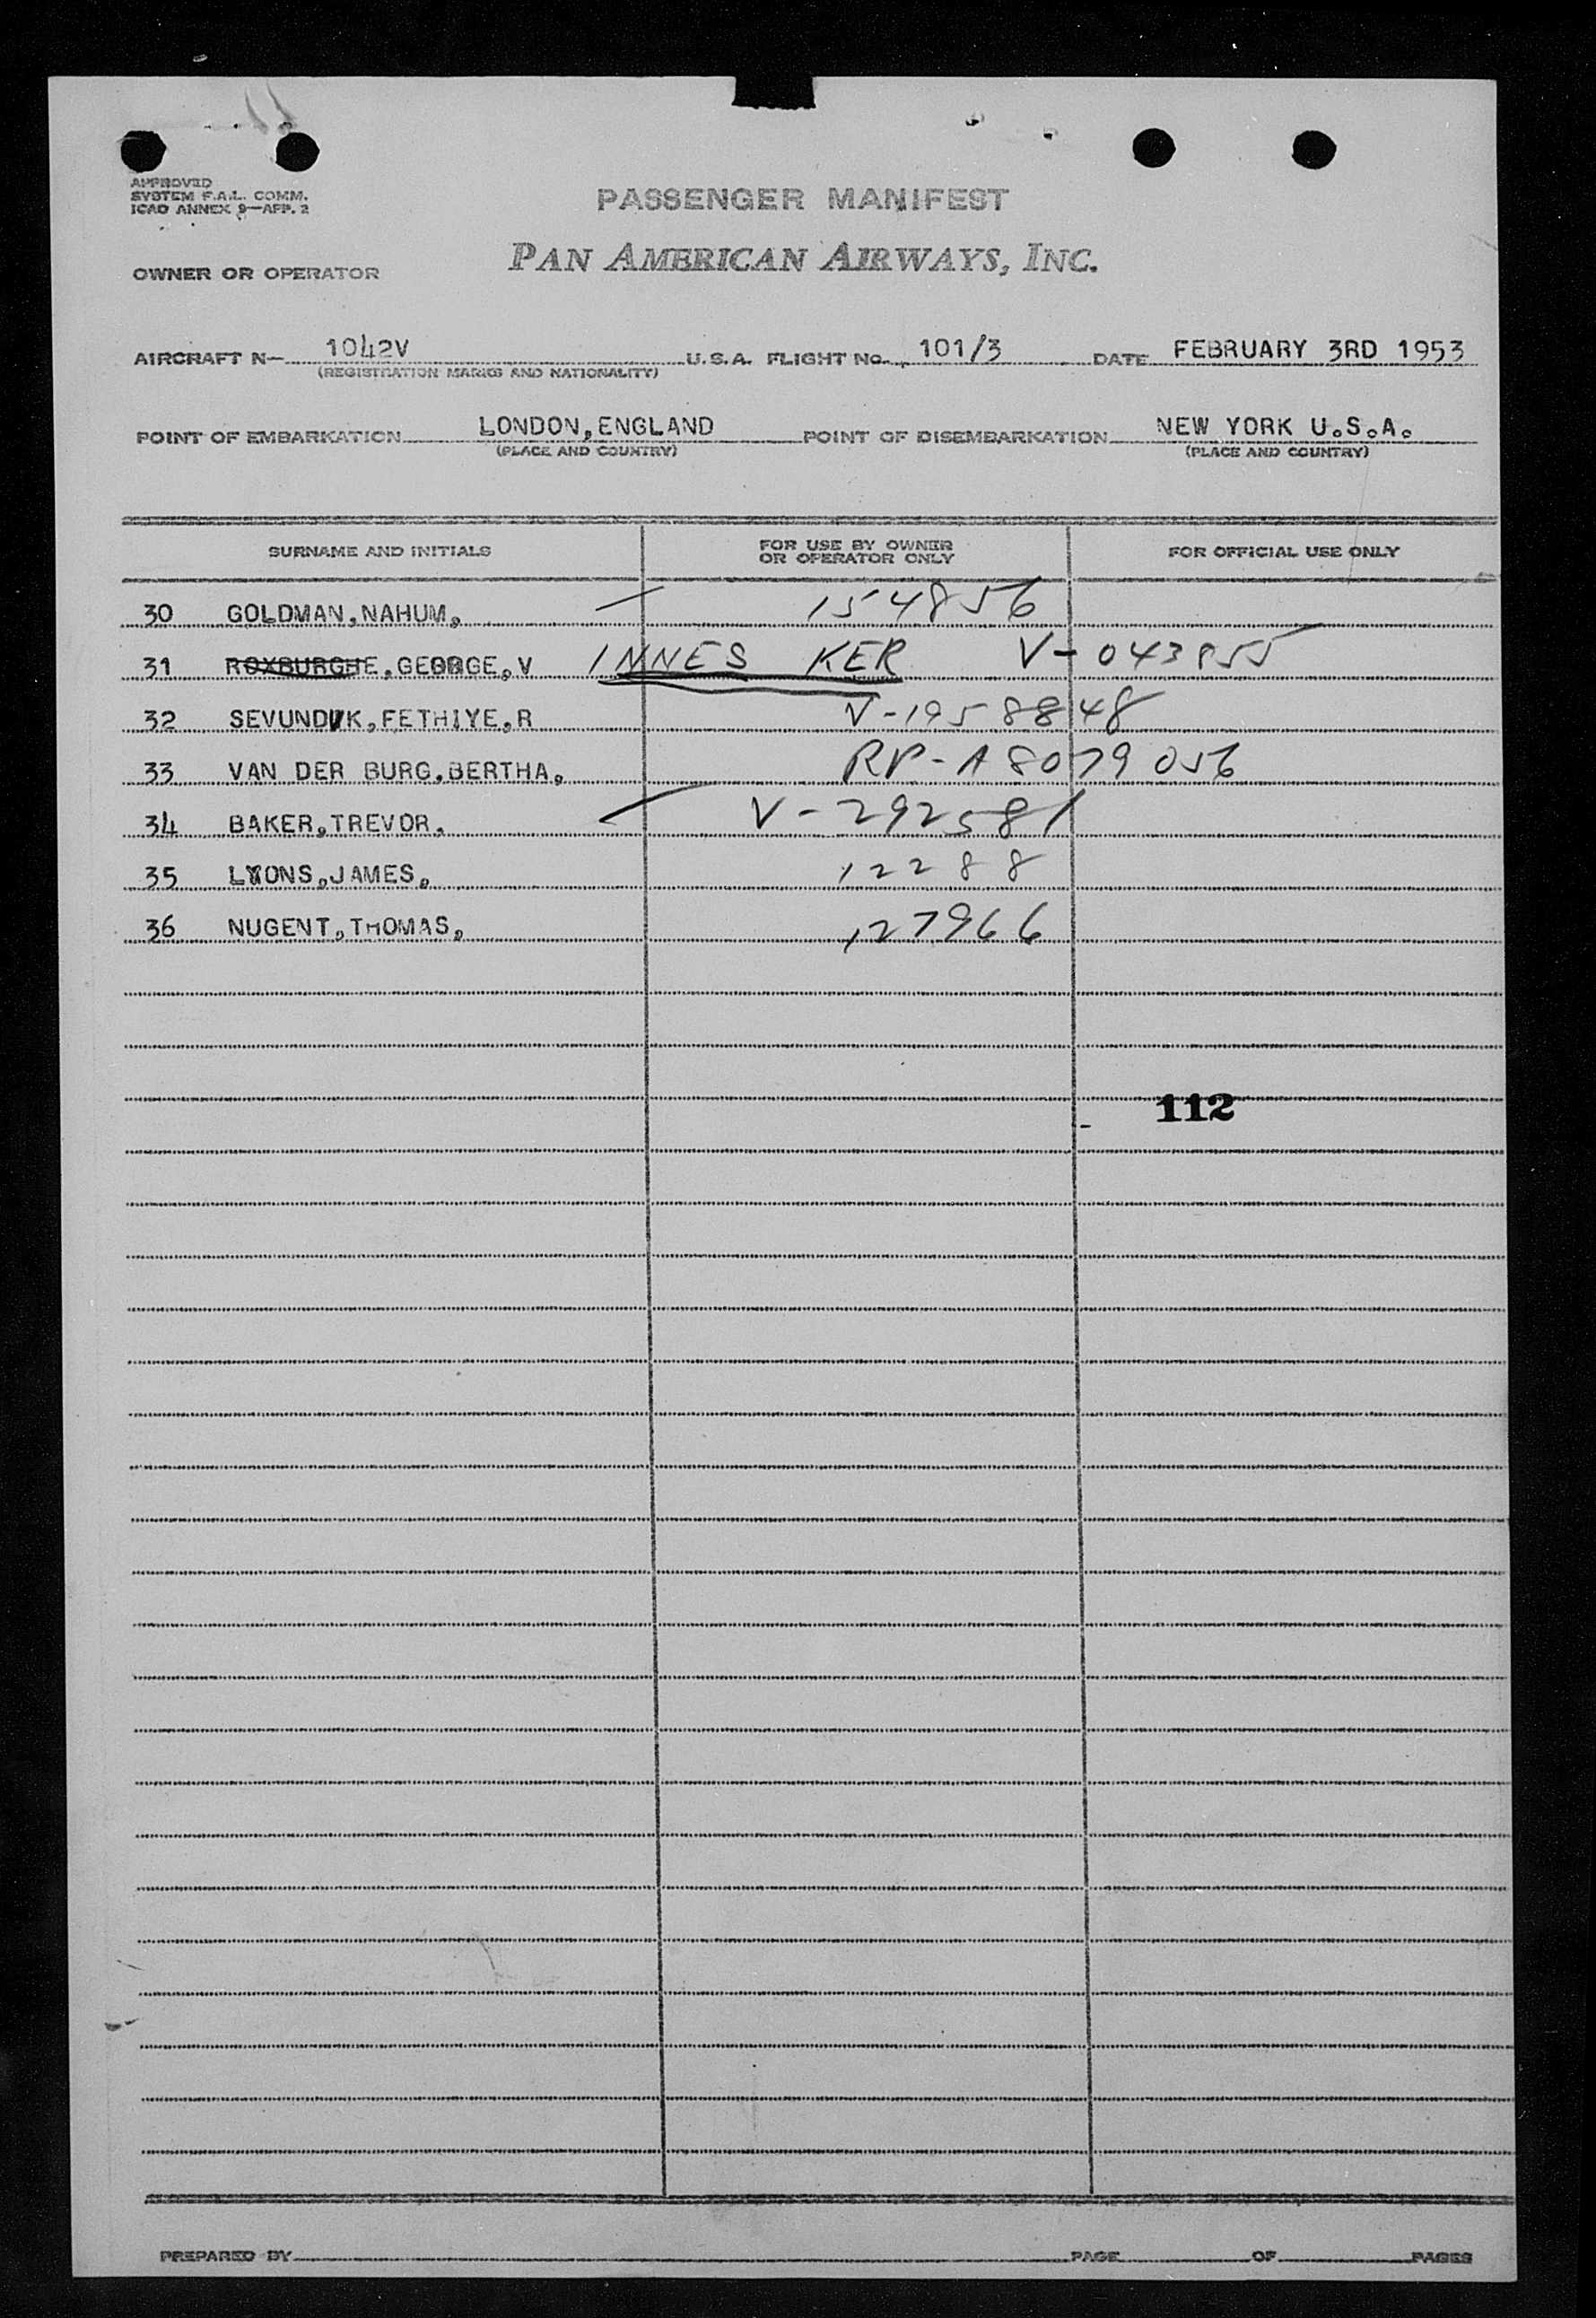 APPROVED
SYSTEM F.A.L. COMM.
ICAO ANNEX 9—APP. 2
PASSENGER MANIFEST
PAN AMERICAN AIRWAYS, INC.
OWNER OR OPERATOR
AIRCRAFT N— 1042V U.S.A. FLIGHT No. 101/3 DATE FEBRUARY 3RD 1953
(REGISTRATION MARKS AND NATIONALITY)
POINT OF EMBARKATION LONDON, ENGLAND POINT OF DISEMBARKATION NEW YORK U.S.A.
(PLACE AND COUNTRY) (PLACE AND COUNTRY)
SURNAME AND INITIALS FOR USE BY OWNER OR OPERATOR ONLY FOR OFFICIAL USE ONLY
30 GOLDMAN, NAHUM, 154856
31 ROXBURGHE, GEORGE, V INNES KER V-043855
32 SEVUNDUK, FETHIYE, R V-1958848
33 VAN DER BURG, BERTHA, RP-A8079056
34 BAKER, TREVOR, V-292581
35 LYONS, JAMES, 12288
36 NUGENT, THOMAS, 127966
112
PREPARED BY PAGE OF PAGES